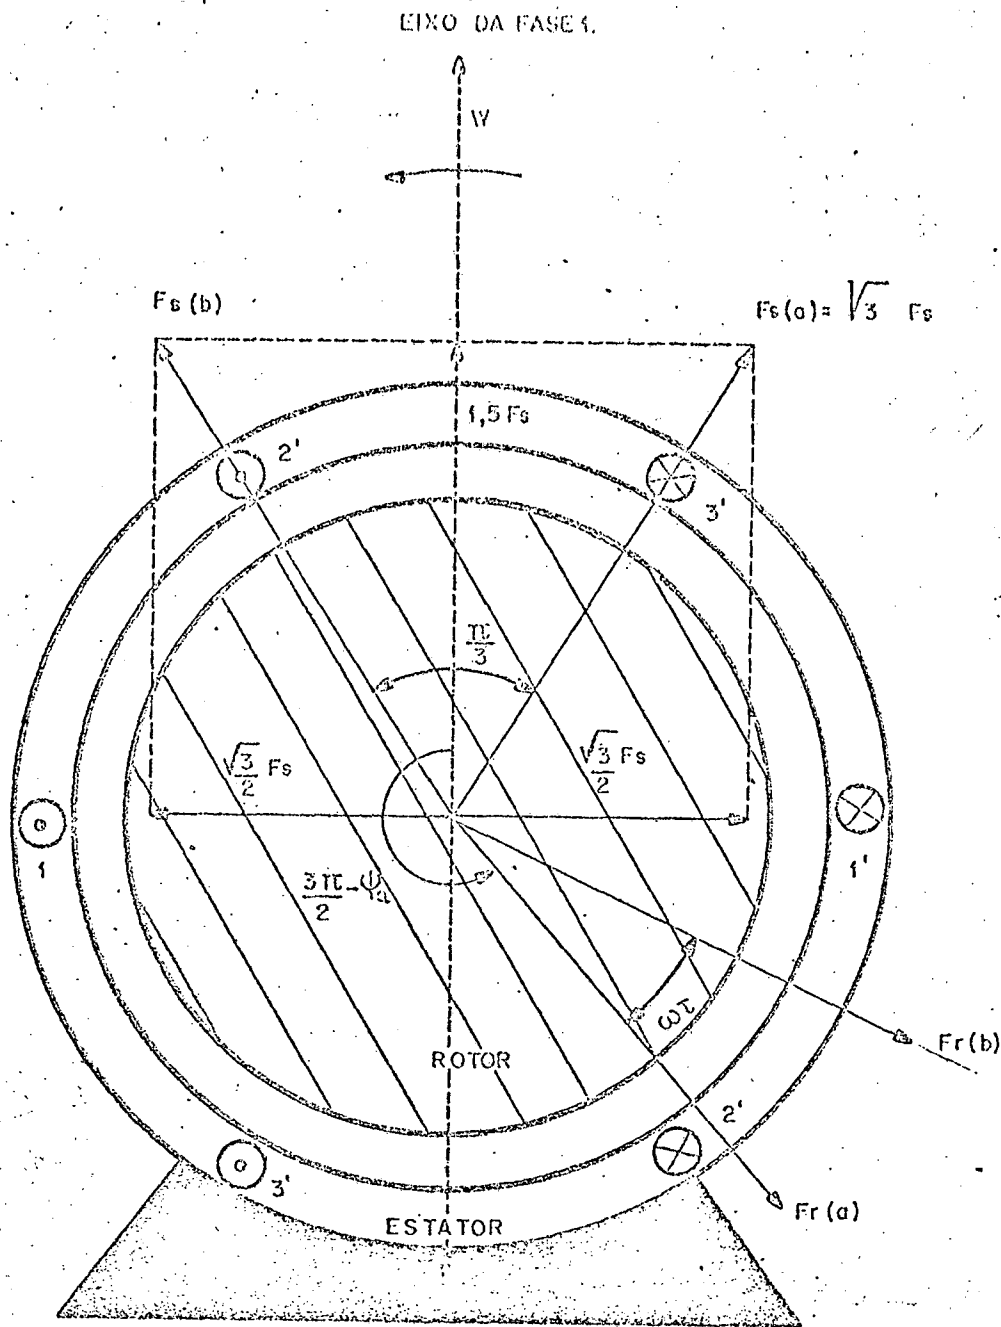 EIXO DA FASE 1.
W
Fs (b)
Fs (a) = √3 Fs
1,5 Fs
2'
3'
π/3
√3/2 Fs
√3/2 Fs
1
1'
3π/2 - Ψa
ωτ
ROTOR
Fr (b)
2'
3'
Fr (a)
ESTATOR